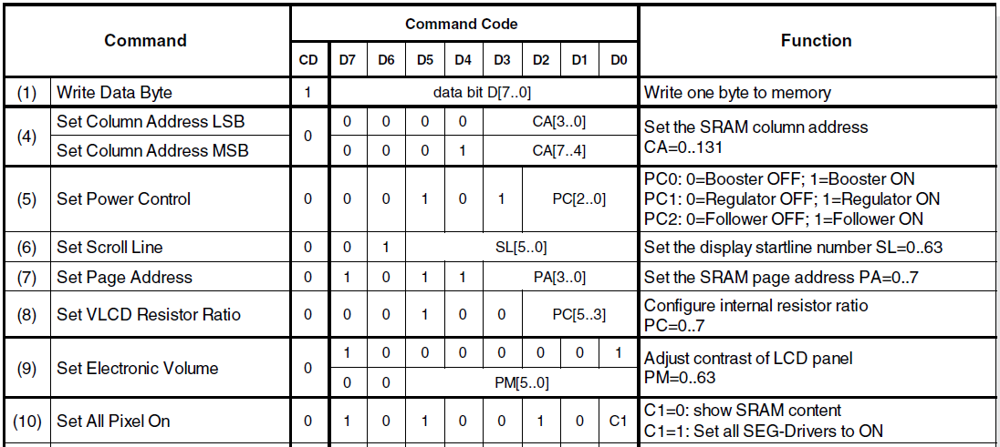 Command Command Code Function
CD D7 D6 D5 D4 D3 D2 D1 D0
(1) Write Data Byte 1 data bit D[7..0] Write one byte to memory
(4) Set Column Address LSB 0 0 0 0 0 CA[3..0] Set the SRAM column address
Set Column Address MSB 0 0 0 1 CA[7..4] CA=0..131
PC0: 0=Booster OFF; 1=Booster ON
(5) Set Power Control 0 0 0 1 0 1 PC[2..0] PC1: 0=Regulator OFF; 1=Regulator ON
PC2: 0=Follower OFF; 1=Follower ON
(6) Set Scroll Line 0 0 1 SL[5..0] Set the display startline number SL=0..63
(7) Set Page Address 0 1 0 1 1 PA[3..0] Set the SRAM page address PA=0..7
(8) Set VLCD Resistor Ratio 0 0 0 1 0 0 PC[5..3] Configure internal resistor ratio
PC=0..7
(9) Set Electronic Volume 0 1 0 0 0 0 0 0 1 Adjust contrast of LCD panel
0 0 PM[5..0] PM=0..63
(10) Set All Pixel On 0 1 0 1 0 0 1 0 C1 C1=0: show SRAM content
C1=1: Set all SEG-Drivers to ON